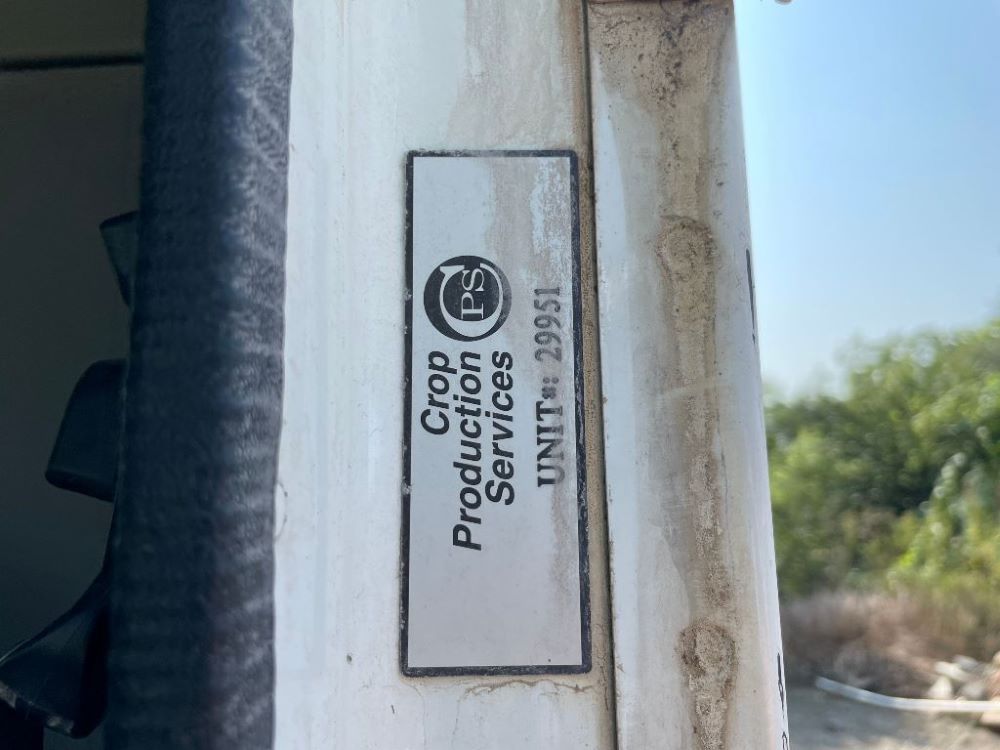 Crop
Production
Services
CPS
UNIT#: 29951